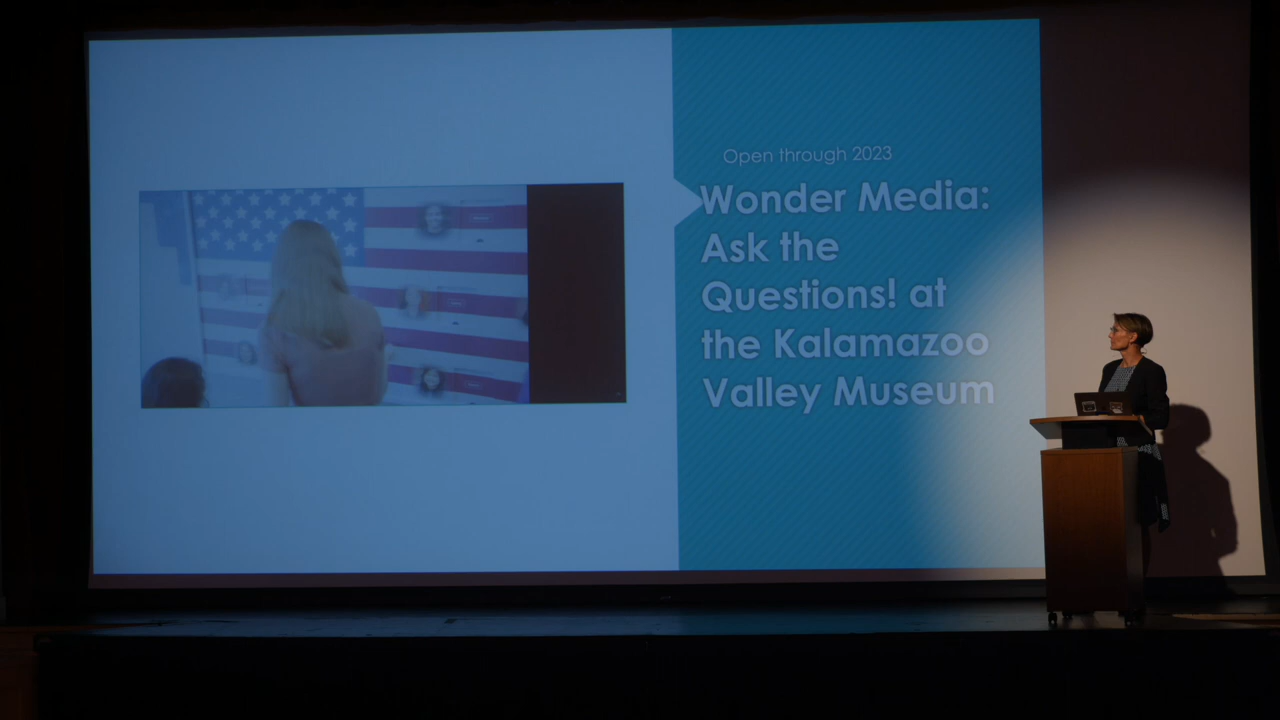 Open through 2023
Wonder Media:
Ask the
Questions! at
the Kalamazoo
Valley Museum